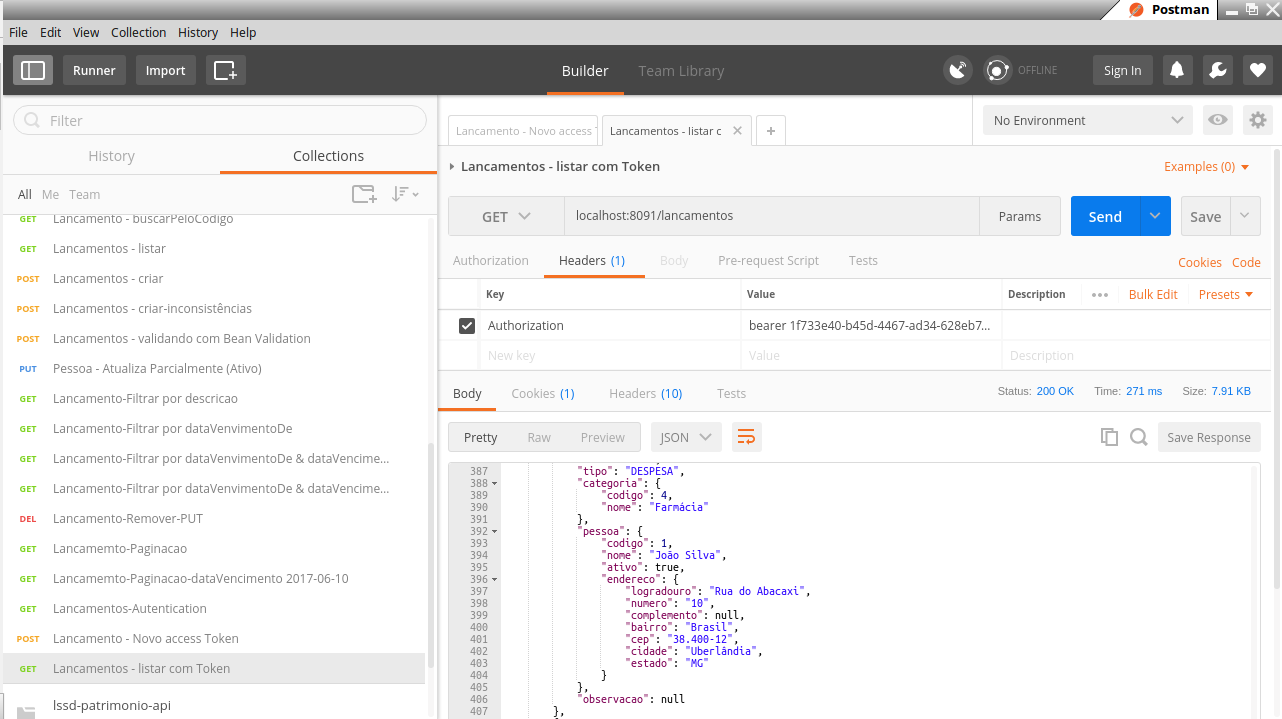 Postman
File Edit View Collection History Help
Runner Import Builder Team Library OFFLINE Sign In
Filter
History Collections
All Me Team
GET Lancamento - buscarPeloCodigo
GET Lancamentos - listar
POST Lancamentos - criar
POST Lancamentos - criar-inconsistências
POST Lancamentos - validando com Bean Validation
PUT Pessoa - Atualiza Parcialmente (Ativo)
GET Lancamento-Filtrar por descricao
GET Lancamento-Filtrar por dataVenvimentoDe
GET Lancamento-Filtrar por dataVenvimentoDe & dataVencime...
GET Lancamento-Filtrar por dataVenvimentoDe & dataVencime...
DEL Lancamento-Remover-PUT
GET Lancamemto-Paginacao
GET Lancamemto-Paginacao-dataVencimento 2017-06-10
GET Lancamentos-Autentication
POST Lancamento - Novo access Token
GET Lancamentos - listar com Token
lssd-patrimonio-api
Lancamento - Novo access Lancamentos - listar c × +
No Environment
Lancamentos - listar com Token Examples (0)
GET localhost:8091/lancamentos Params Send Save
Authorization Headers (1) Body Pre-request Script Tests Cookies Code
Key Value Description ••• Bulk Edit Presets
Authorization bearer 1f733e40-b45d-4467-ad34-628eb7...
New key Value Description
Body Cookies (1) Headers (10) Tests Status: 200 OK Time: 271 ms Size: 7.91 KB
Pretty Raw Preview JSON Save Response
387 "tipo": "DESPESA",
388 "categoria": {
389 "codigo": 4,
390 "nome": "Farmácia"
391 },
392 "pessoa": {
393 "codigo": 1,
394 "nome": "João Silva",
395 "ativo": true,
396 "endereco": {
397 "logradouro": "Rua do Abacaxi",
398 "numero": "10",
399 "complemento": null,
400 "bairro": "Brasil",
401 "cep": "38.400-12",
402 "cidade": "Uberlândia",
403 "estado": "MG"
404 }
405 },
406 "observacao": null
407 },